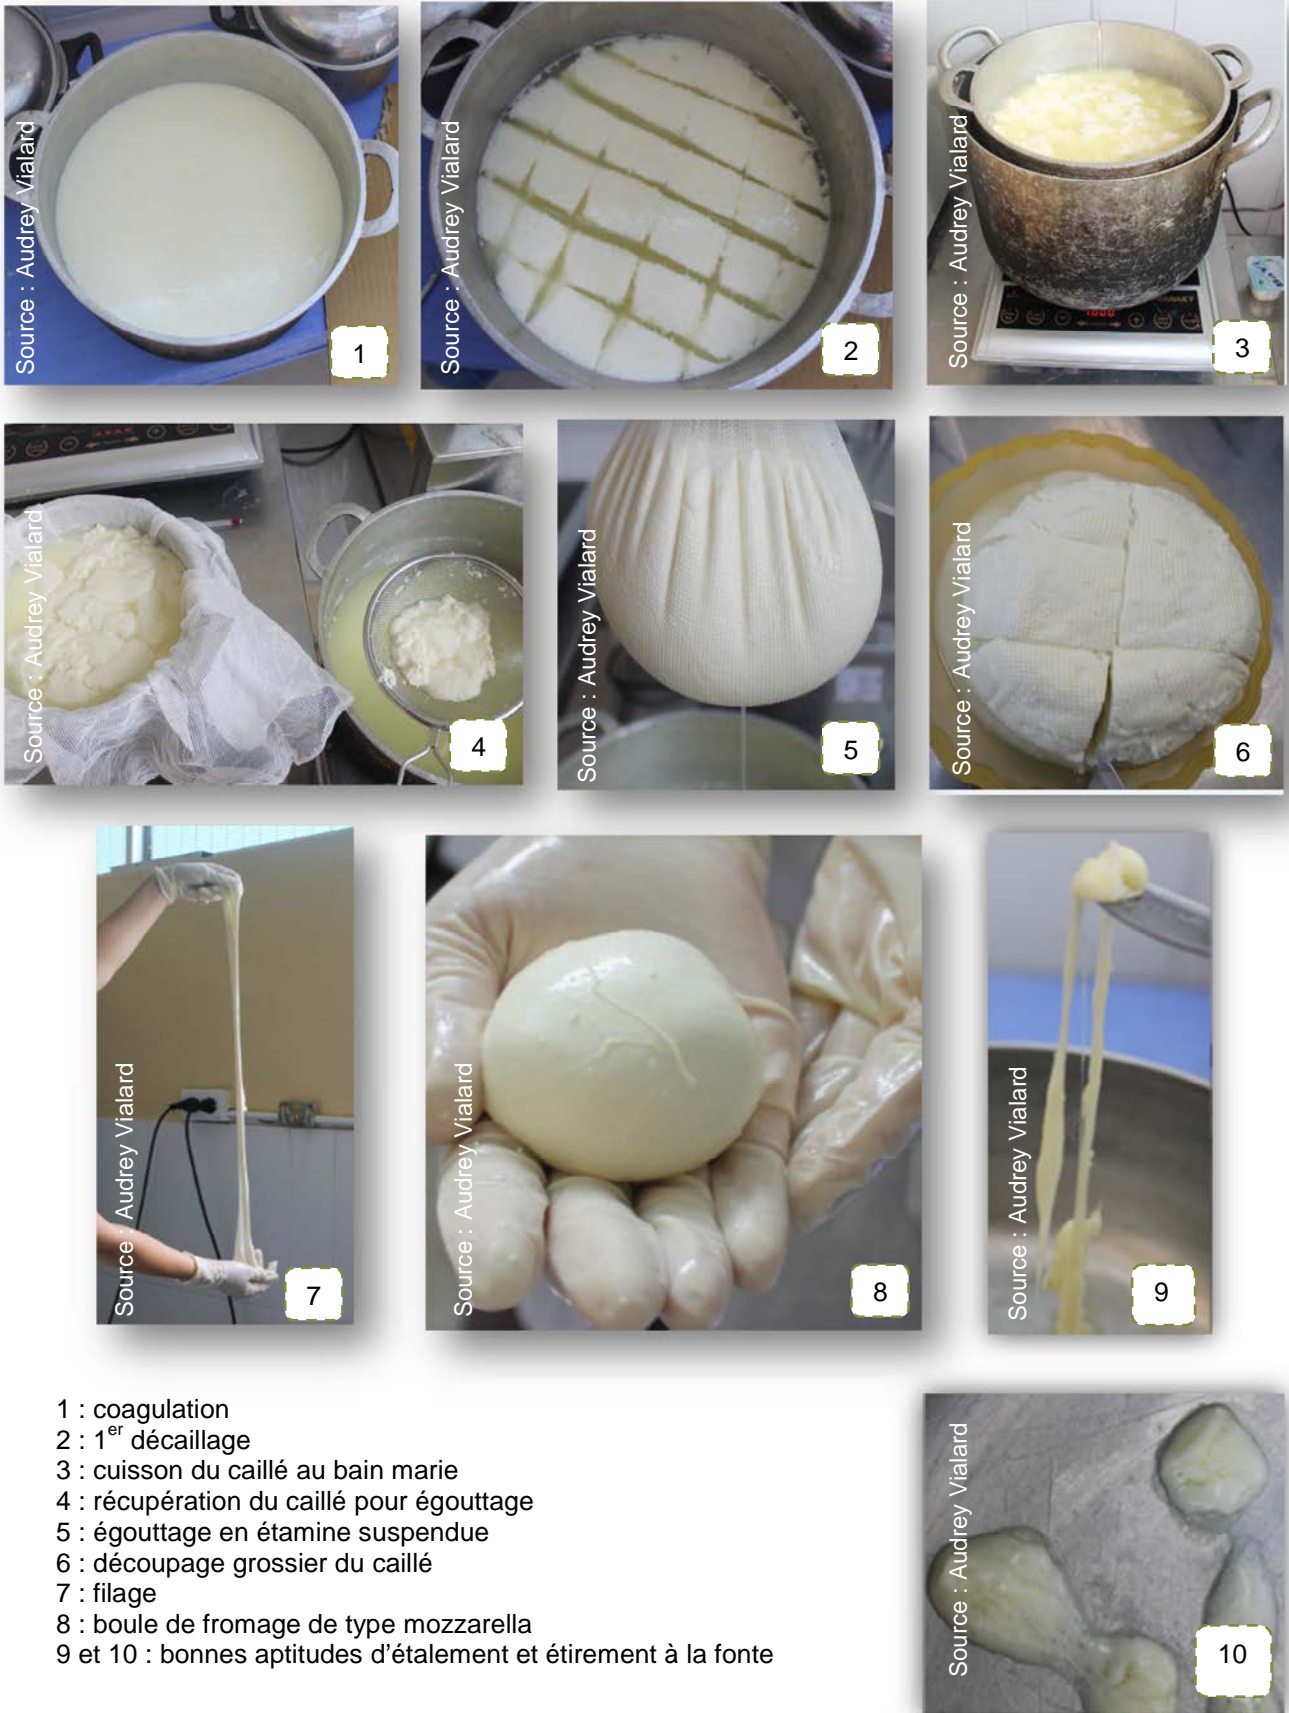 Source : Audrey Vialard
1
Source : Audrey Vialard
2
Source : Audrey Vialard
3
Source : Audrey Vialard
4
Source : Audrey Vialard
5
Source : Audrey Vialard
6
Source : Audrey Vialard
7
Source : Audrey Vialard
8
Source : Audrey Vialard
9
1 : coagulation
2 : 1er décaillage
3 : cuisson du caillé au bain marie
4 : récupération du caillé pour égouttage
5 : égouttage en étamine suspendue
6 : découpage grossier du caillé
7 : filage
8 : boule de fromage de type mozzarella
9 et 10 : bonnes aptitudes d'étalement et étirement à la fonte
Source : Audrey Vialard
10